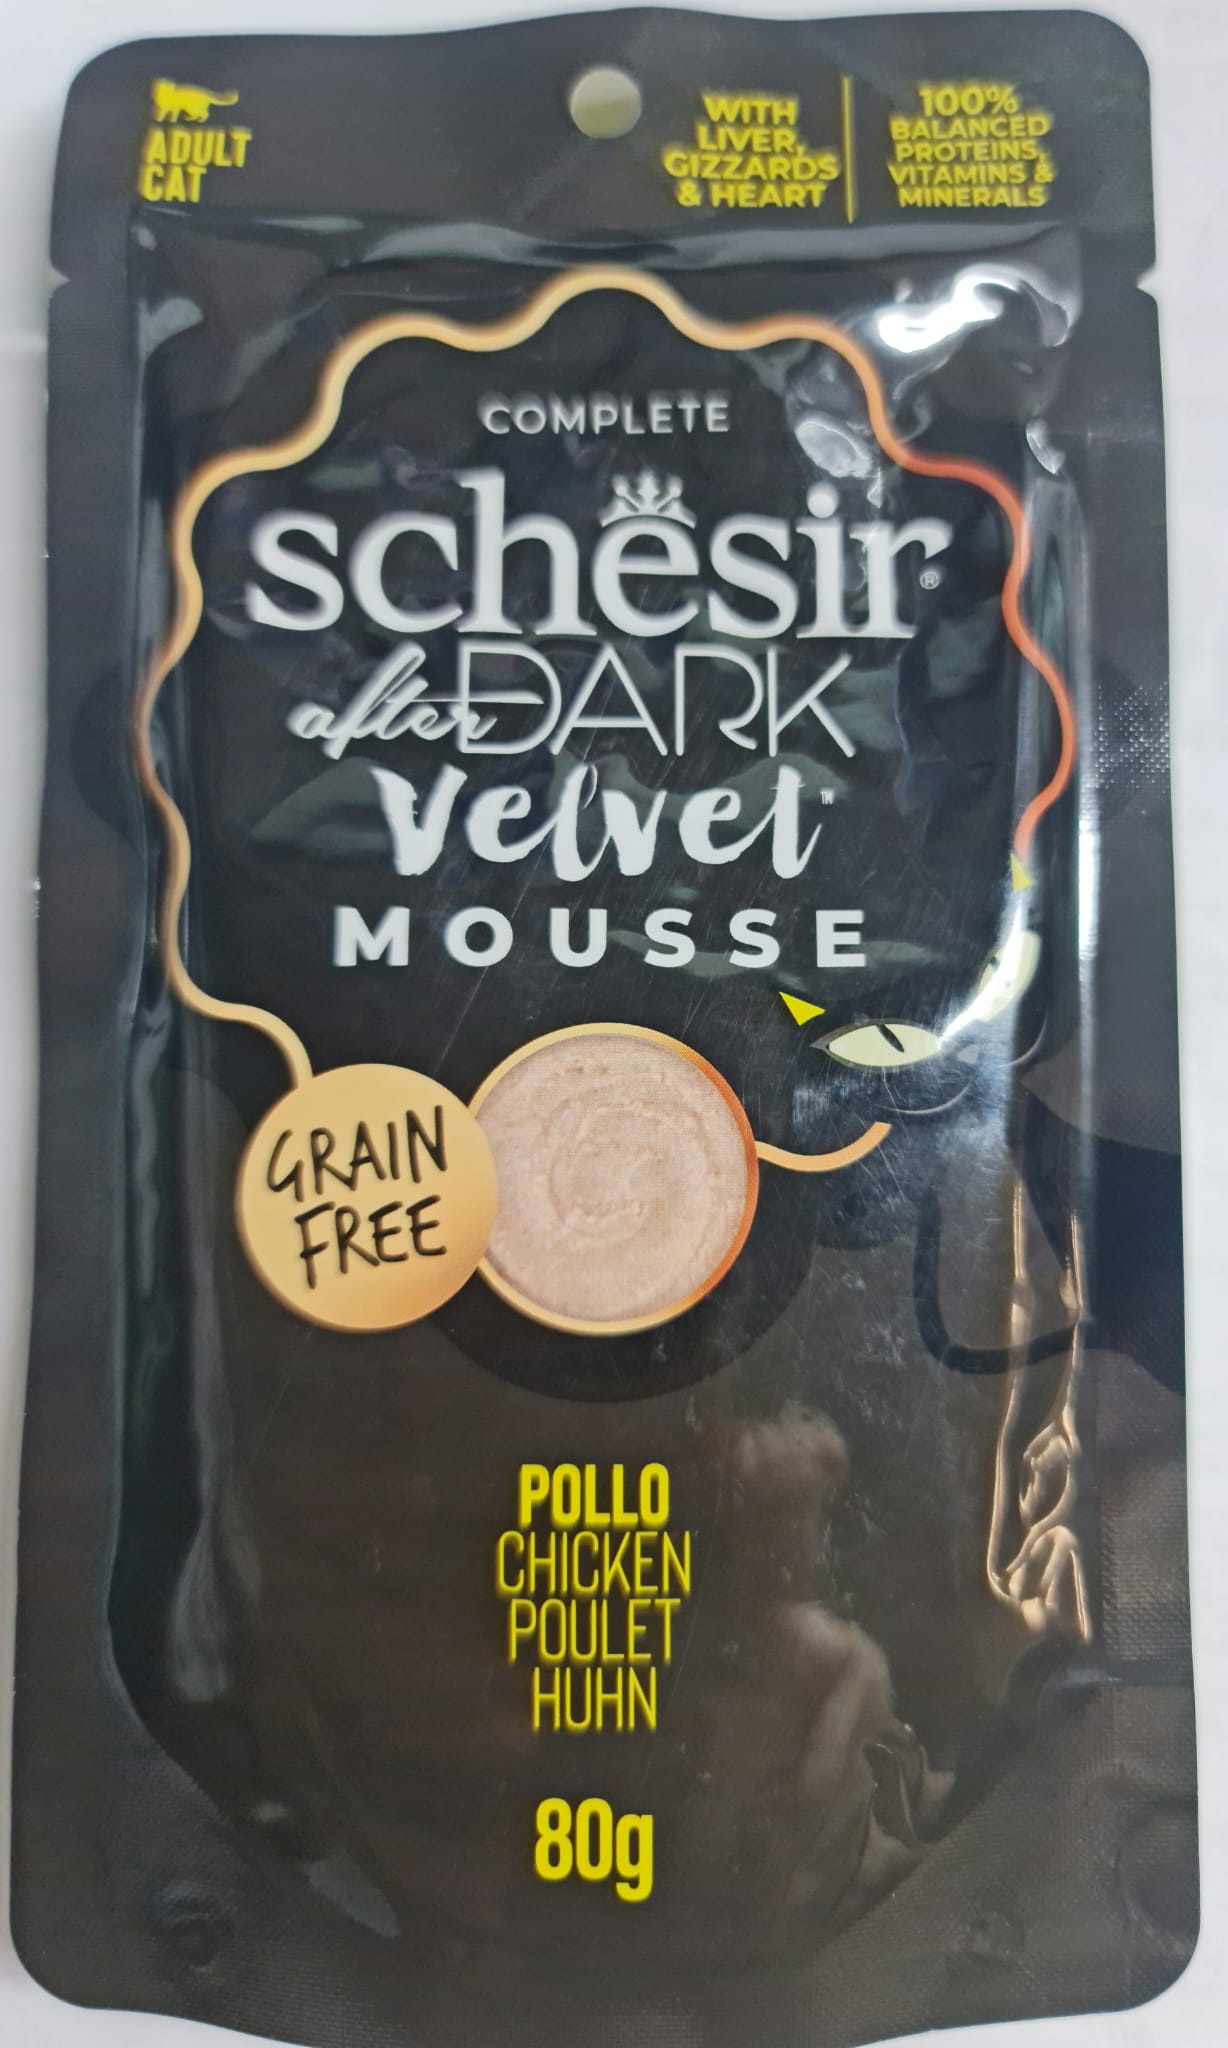 ADULT
CAT
WITH
LIVER,
GIZZARDS
& HEART
100%
BALANCED
PROTEINS,
VITAMINS &
MINERALS
COMPLETE
schesir®
after DARK
Velvet™
MOUSSE
GRAIN
FREE
POLLO
CHICKEN
POULET
HUHN
80g